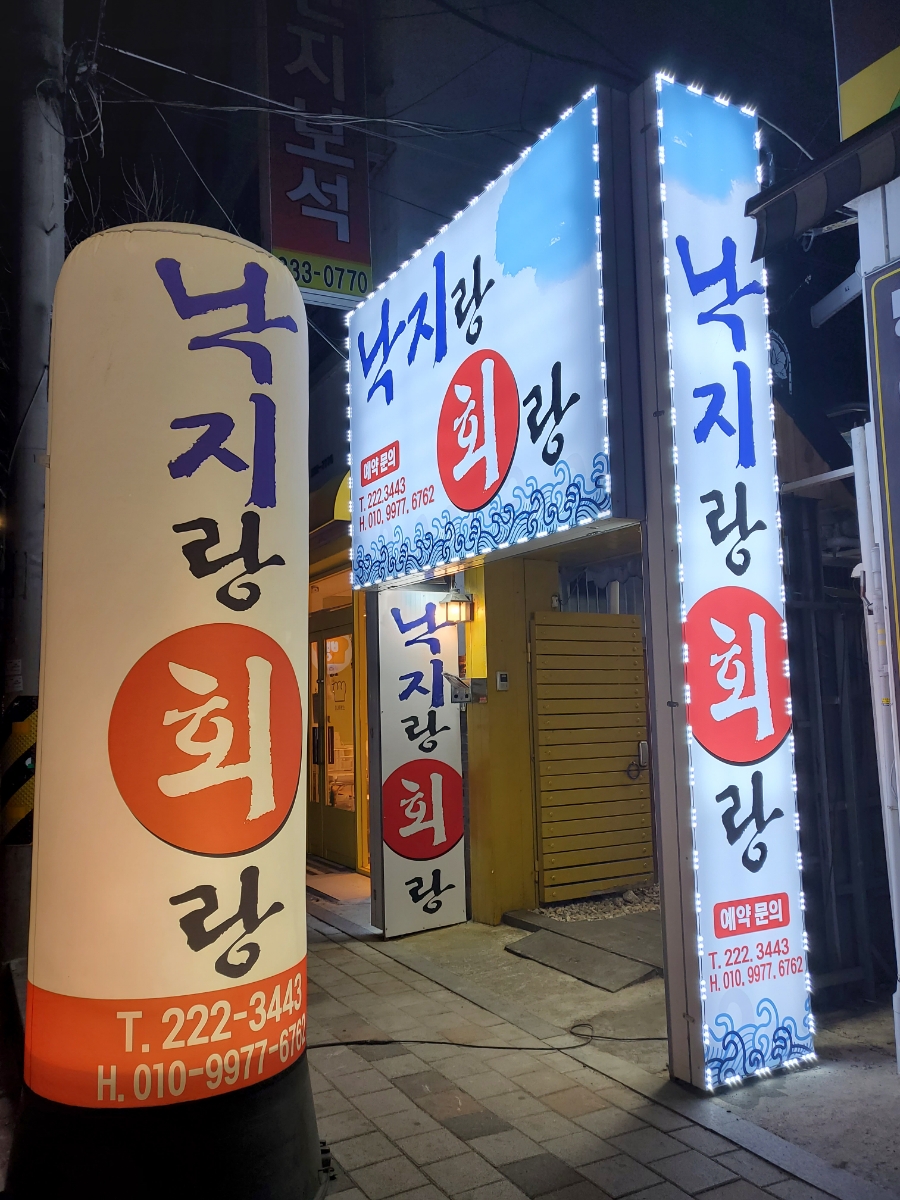 지보석
333-0770
낙지랑
회랑
예약 문의
T. 222.3443
H. 010. 9977. 6762
낙
지
랑
회
랑
T. 222-3443
H. 010-9977-6762
낙
지
랑
회
랑
낙
지
랑
회
랑
예약 문의
T. 222. 3443
H. 010. 9977. 6762